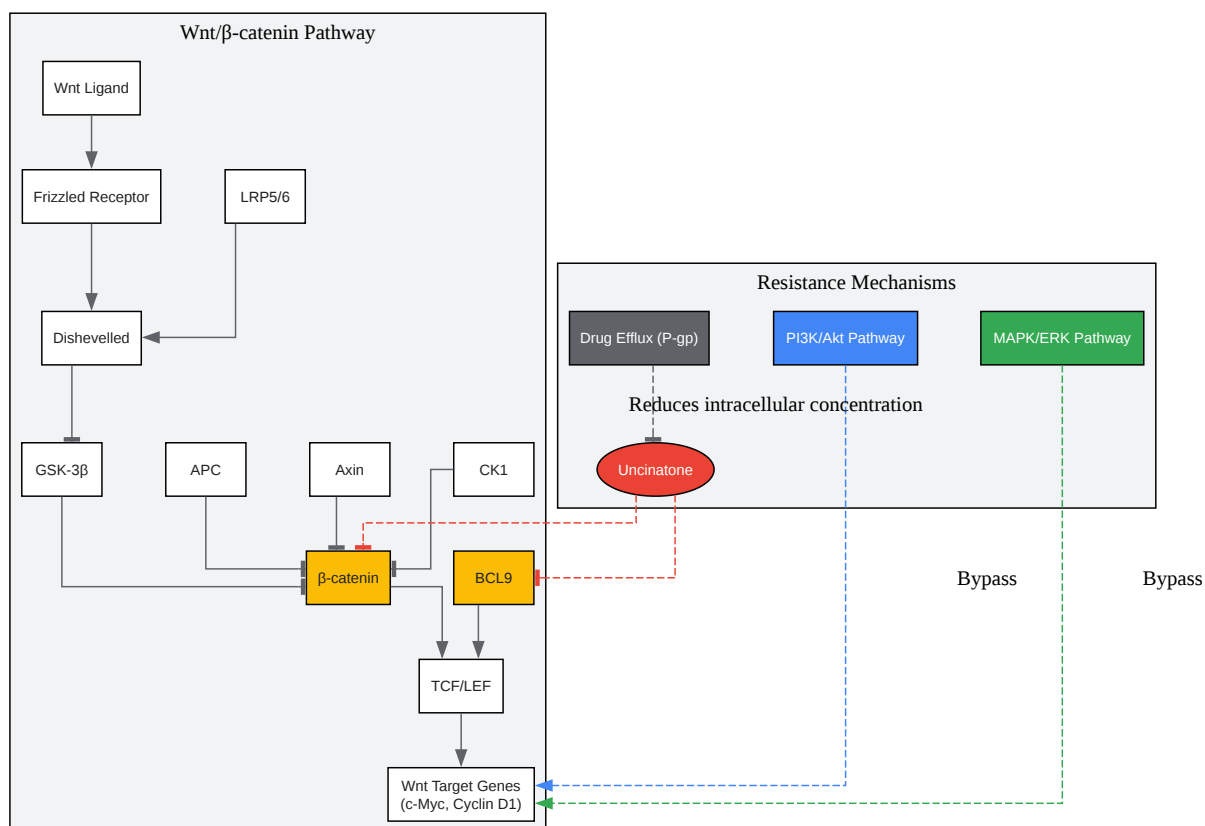 Wnt/β-catenin Pathway
Wnt Ligand
Frizzled Receptor
LRP5/6
Resistance Mechanisms
Dishevelled
Drug Efflux (P-gp)
PI3K/Akt Pathway
MAPK/ERK Pathway
Reduces intracellular concentration
GSK-3β
APC
Axin
CK1
Uncinatone
β-catenin
BCL9
Bypass
Bypass
TCF/LEF
Wnt Target Genes
(c-Myc, Cyclin D1)